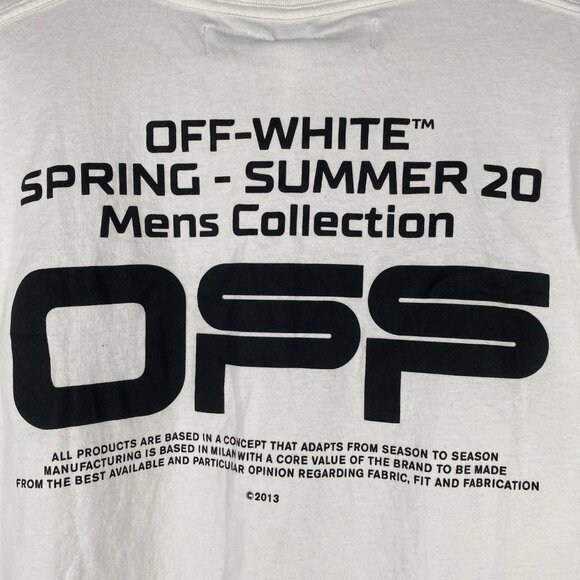 OFF-WHITE™
SPRING - SUMMER 20
Mens Collection
OFF
ALL PRODUCTS ARE BASED IN A CONCEPT THAT ADAPTS FROM SEASON TO SEASON
MANUFACTURING IS BASED IN MILAN WITH A CORE VALUE OF THE BRAND TO BE MADE
FROM THE BEST AVAILABLE AND PARTICULAR OPINION REGARDING FABRIC, FIT AND FABRICATION
©2013